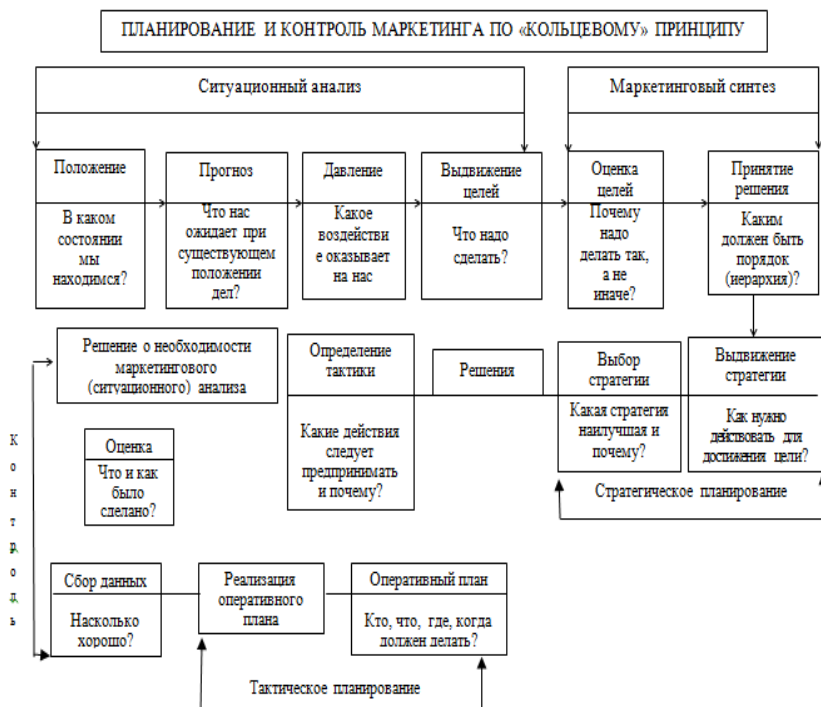 ПЛАНИРОВАНИЕ И КОНТРОЛЬ МАРКЕТИНГА ПО «КОЛЬЦЕВОМУ» ПРИНЦИПУ
Ситуационный анализ
Маркетинговый синтез
Положение
В каком
состоянии
мы
находимся?
Прогноз
Что нас
ожидает при
существующем
положении
дел?
Давление
Какое
воздействи
е оказывает
на нас
Выдвижение
целей
Что надо
сделать?
Оценка
целей
Почему
надо
делать так,
а не
иначе?
Принятие
решения
Каким
должен быть
порядок
(иерархия)?
Решение о необходимости
маркетингового
(ситуационного) анализа
Определение
тактики
Какие действия
следует
предпринимать
и почему?
Решения
Выбор
стратегии
Какая стратегия
наилучшая и
почему?
Выдвижение
стратегии
Как нужно
действовать для
достижения цели?
Стратегическое планирование
К
о
н
т
р
о
л
ь
Оценка
Что и как
было
сделано?
Сбор данных
Насколько
хорошо?
Реализация
оперативного
плана
Оперативный план
Кто, что, где, когда
должен делать?
Тактическое планирование